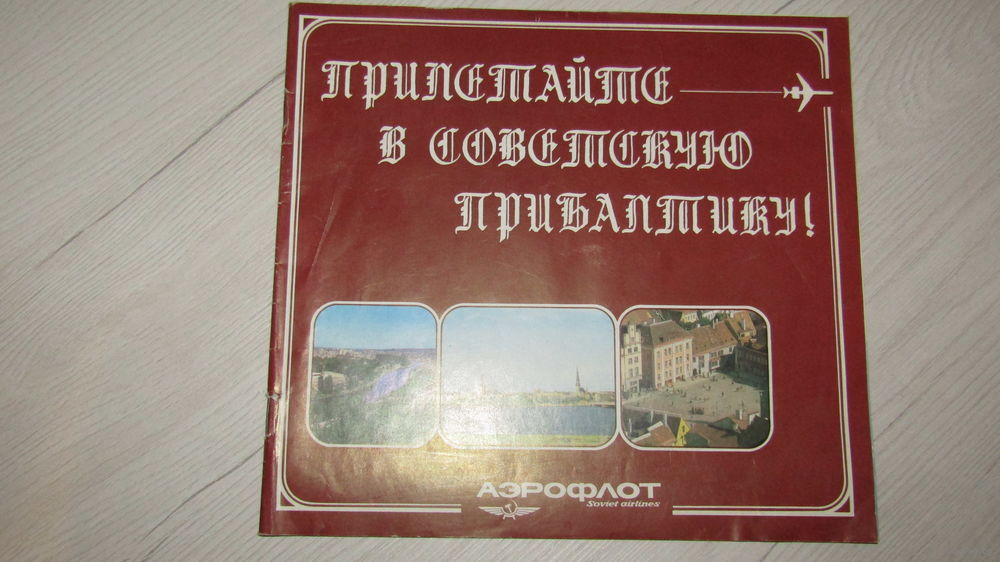 ПРИЛЕТАЙТЕ
В СОВЕТСКУЮ
ПРИБАЛТИКУ!
АЭРОФЛОТ
Soviet airlines